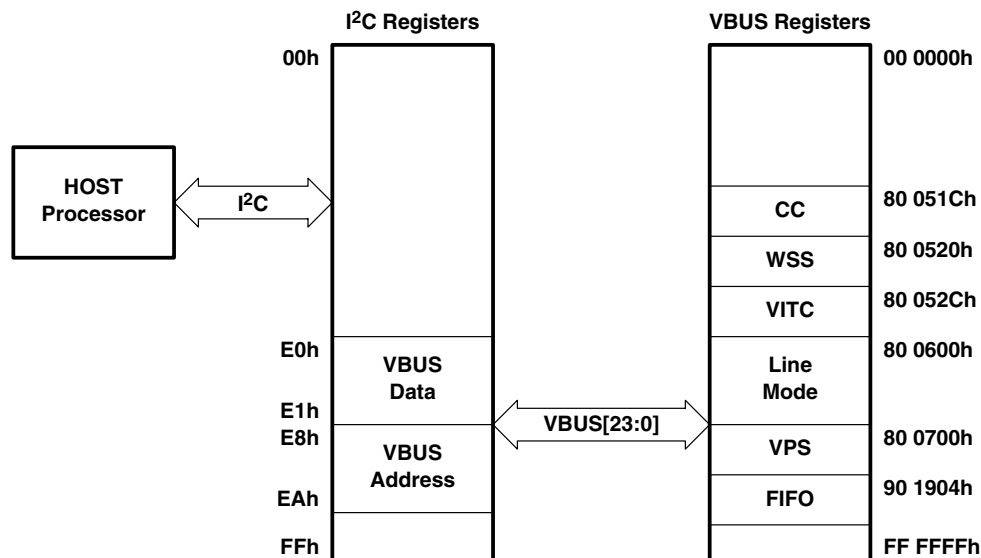 I²C Registers
VBUS Registers
00h
00 0000h
HOST
Processor
I²C
CC
80 051Ch
WSS
80 0520h
VITC
80 052Ch
E0h
VBUS
Data
Line
Mode
80 0600h
E1h
E8h
VBUS[23:0]
VBUS
Address
VPS
80 0700h
EAh
FIFO
90 1904h
FFh
FF FFFFh